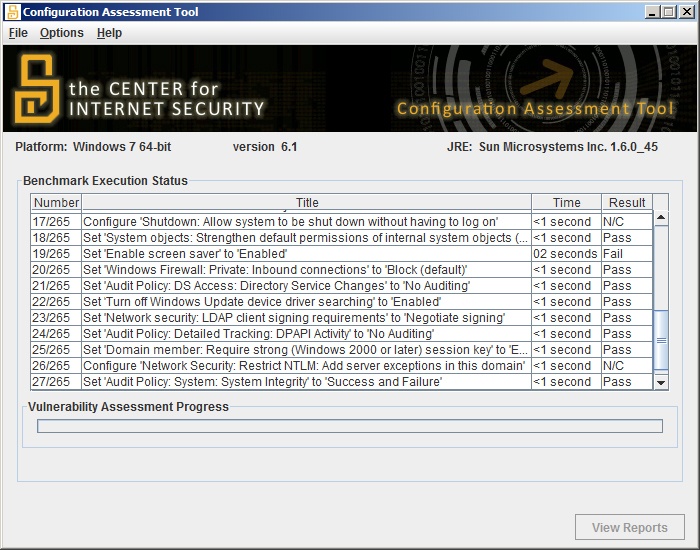 Configuration Assessment Tool
File Options Help
the CENTER for
INTERNET SECURITY
Configuration Assessment Tool
Platform: Windows 7 64-bit version 6.1 JRE: Sun Microsystems Inc. 1.6.0_45
Benchmark Execution Status
Number Title Time Result
17/265 Configure 'Shutdown: Allow system to be shut down without having to log on' <1 second N/C
18/265 Set 'System objects: Strengthen default permissions of internal system objects (... <1 second Pass
19/265 Set 'Enable screen saver' to 'Enabled' 02 seconds Fail
20/265 Set 'Windows Firewall: Private: Inbound connections' to 'Block (default)' <1 second Pass
21/265 Set 'Audit Policy: DS Access: Directory Service Changes' to 'No Auditing' <1 second Pass
22/265 Set 'Turn off Windows Update device driver searching' to 'Enabled' <1 second Pass
23/265 Set 'Network security: LDAP client signing requirements' to 'Negotiate signing' <1 second Pass
24/265 Set 'Audit Policy: Detailed Tracking: DPAPI Activity' to 'No Auditing' <1 second Pass
25/265 Set 'Domain member: Require strong (Windows 2000 or later) session key' to 'E... <1 second Pass
26/265 Configure 'Network Security: Restrict NTLM: Add server exceptions in this domain' <1 second N/C
27/265 Set 'Audit Policy: System: System Integrity' to 'Success and Failure' <1 second Pass
Vulnerability Assessment Progress
View Reports